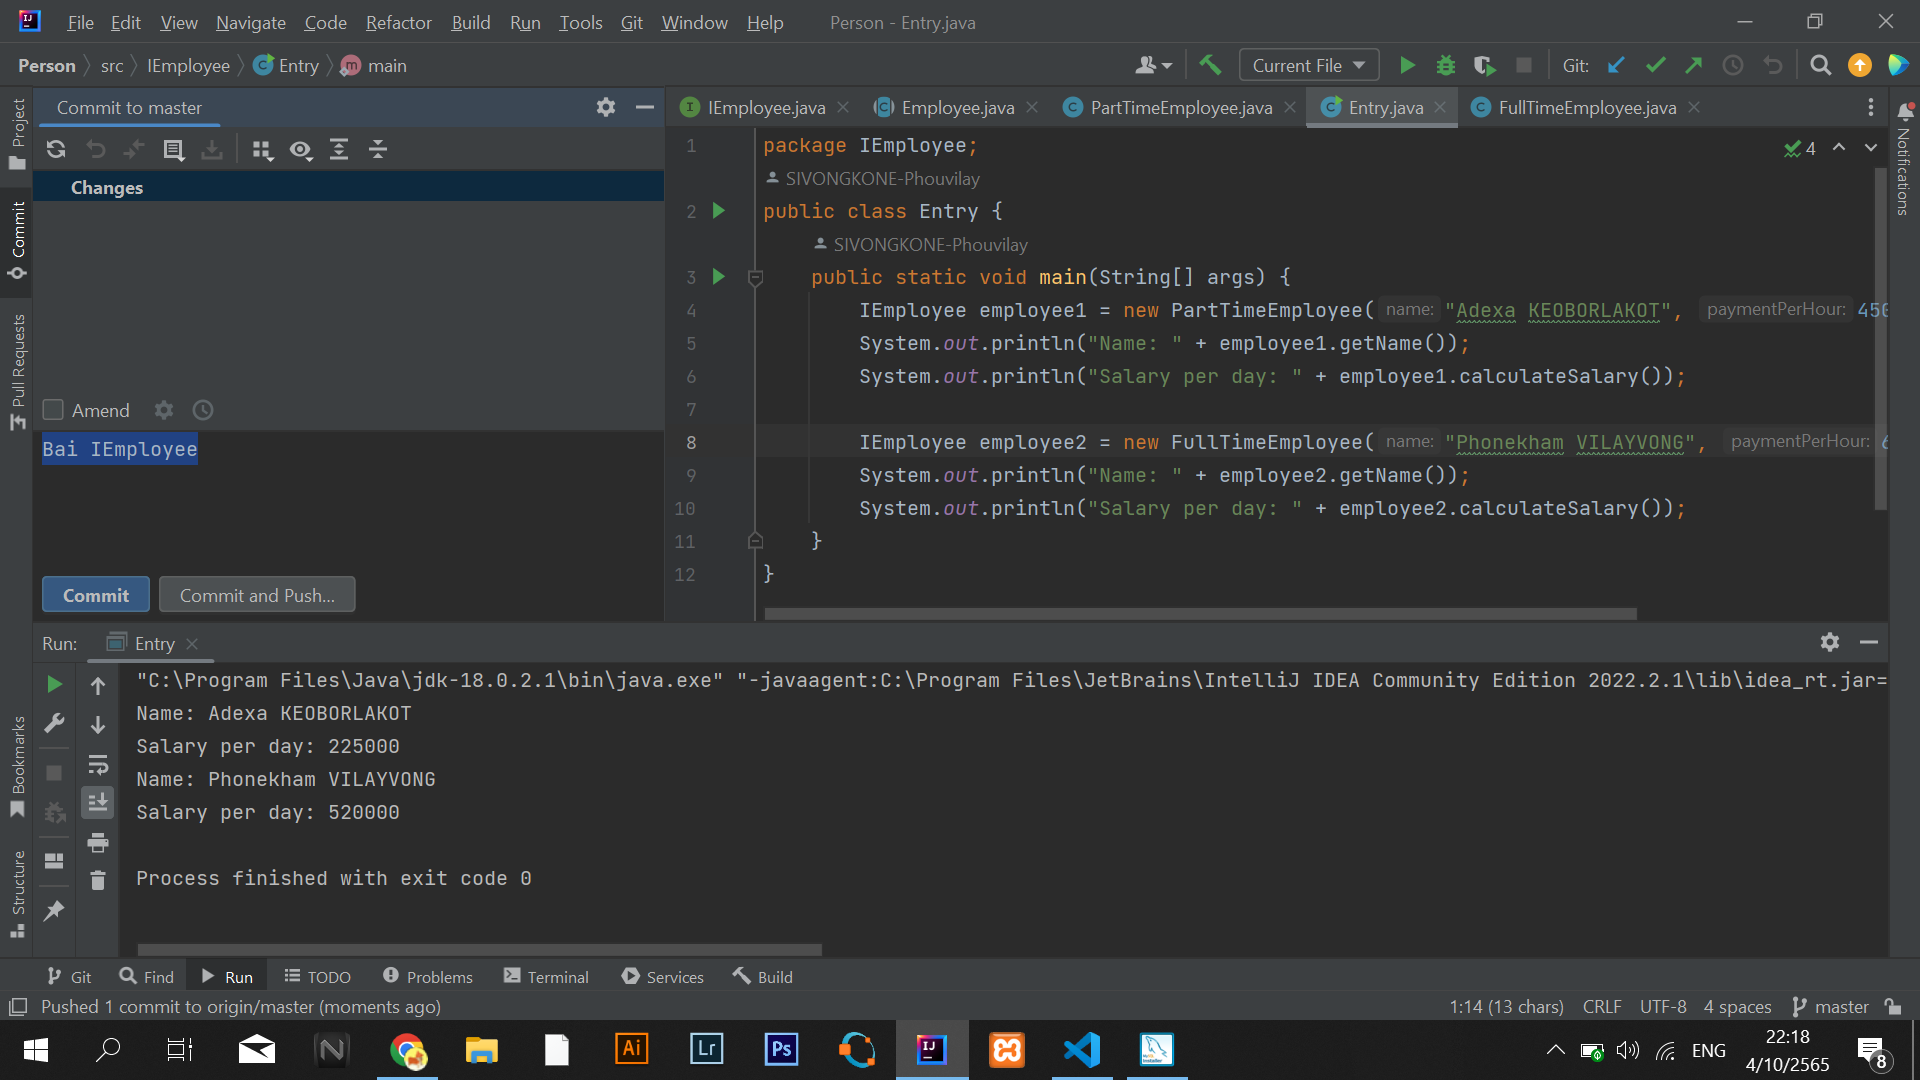 File Edit View Navigate Code Refactor Build Run Tools Git Window Help Person - Entry.java
Person src IEmployee Entry main Current File Git:
Commit to master
IEmployee.java Employee.java PartTimeEmployee.java Entry.java FullTimeEmployee.java
Project
Commit
Pull Requests
Bookmarks
Structure
Notifications
Changes
Amend
Bai IEmployee
Commit Commit and Push...
4
1 package IEmployee;
SIVONGKONE-Phouvilay
2 public class Entry {
SIVONGKONE-Phouvilay
3 public static void main(String[] args) {
4 IEmployee employee1 = new PartTimeEmployee( name: "Adexa KEOBORLAKOT", paymentPerHour: 450
5 System.out.println("Name: " + employee1.getName());
6 System.out.println("Salary per day: " + employee1.calculateSalary());
7
8 IEmployee employee2 = new FullTimeEmployee( name: "Phonekham VILAYVONG", paymentPerHour: 6
9 System.out.println("Name: " + employee2.getName());
10 System.out.println("Salary per day: " + employee2.calculateSalary());
11 }
12 }
Run: Entry
"C:\Program Files\Java\jdk-18.0.2.1\bin\java.exe" "-javaagent:C:\Program Files\JetBrains\IntelliJ IDEA Community Edition 2022.2.1\lib\idea_rt.jar=
Name: Adexa KEOBORLAKOT
Salary per day: 225000
Name: Phonekham VILAYVONG
Salary per day: 520000
Process finished with exit code 0
Git Find Run TODO Problems Terminal Services Build
Pushed 1 commit to origin/master (moments ago) 1:14 (13 chars) CRLF UTF-8 4 spaces master
Ai Lr Ps IJ ENG 22:18
4/10/2565 8